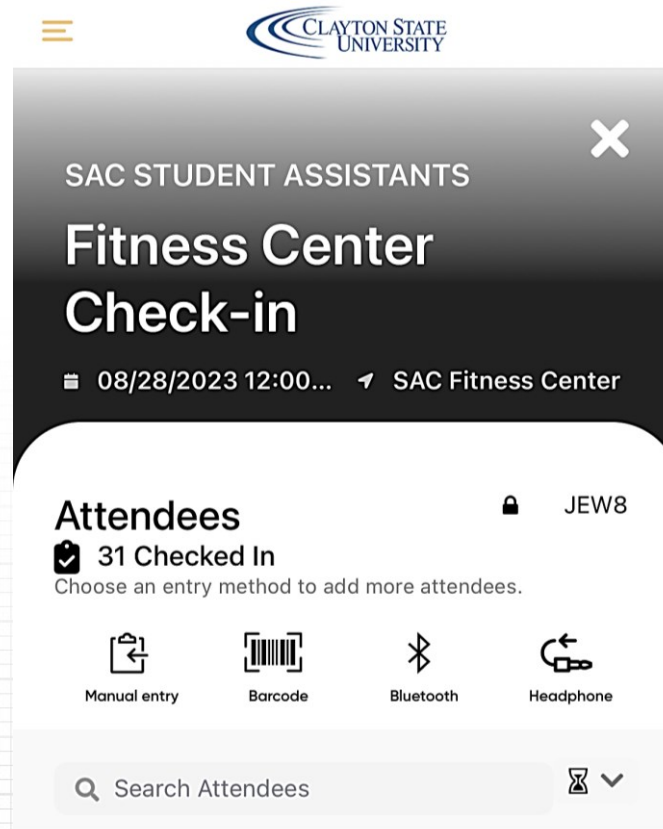 CLAYTON STATE
UNIVERSITY
SAC STUDENT ASSISTANTS
Fitness Center
Check-in
08/28/2023 12:00... SAC Fitness Center
Attendees JEW8
31 Checked In
Choose an entry method to add more attendees.
Manual entry Barcode Bluetooth Headphone
Search Attendees